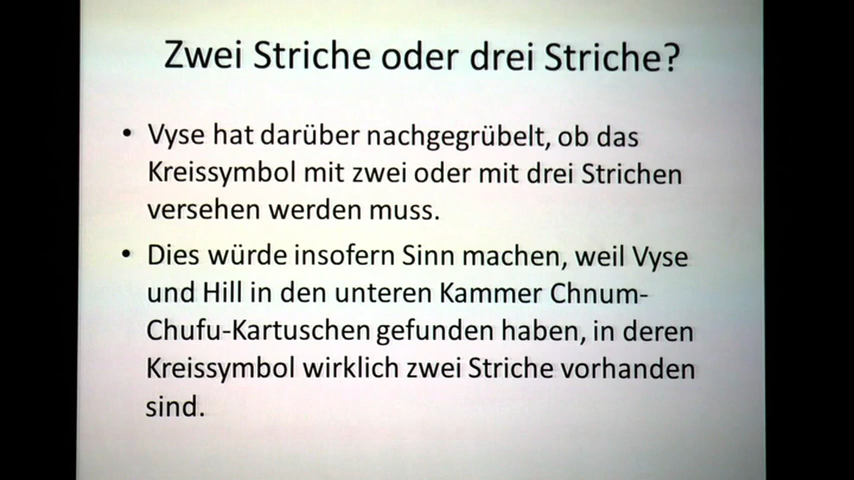 Zwei Striche oder drei Striche?
• Vyse hat darüber nachgegrübelt, ob das
Kreissymbol mit zwei oder mit drei Strichen
versehen werden muss.
• Dies würde insofern Sinn machen, weil Vyse
und Hill in den unteren Kammer Chnum-
Chufu-Kartuschen gefunden haben, in deren
Kreissymbol wirklich zwei Striche vorhanden
sind.